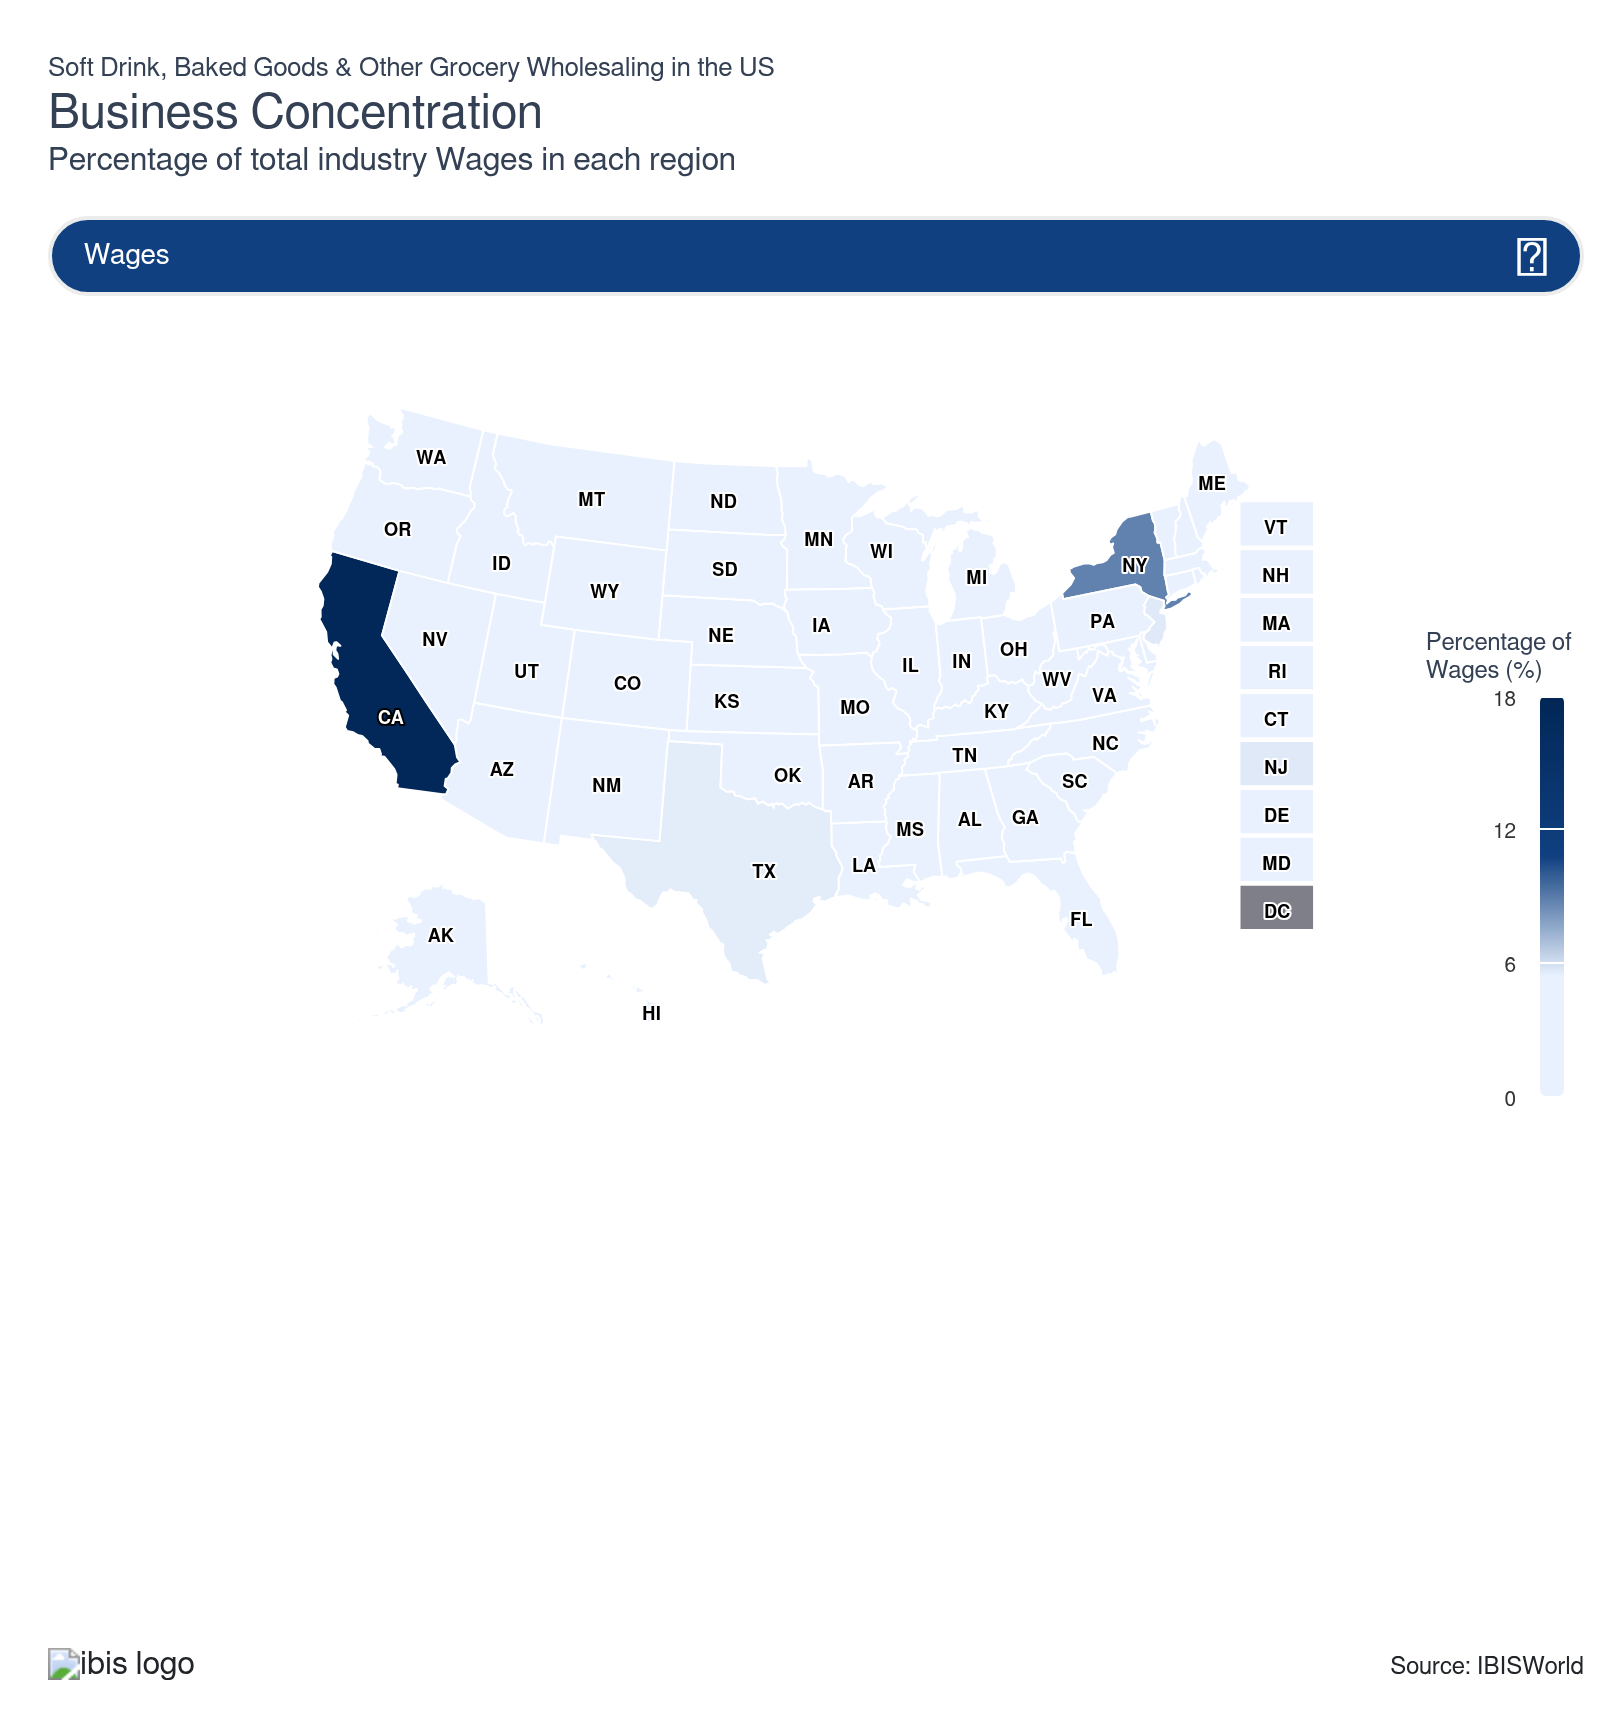 Soft Drink, Baked Goods & Other Grocery Wholesaling in the US
Business Concentration
Percentage of total industry Wages in each region
Wages
WA
ME
MT
ND
VT
OR
MN
WI
NY
ID
SD
NH
MI
WY
PA
MA
IA
NE
NV
OH
IN
IL
UT
RI
WV
CO
VA
KS
MO
KY
CT
CA
NC
TN
AZ
NJ
OK
SC
AR
NM
GA
AL
DE
MS
MD
LA
TX
DC
FL
AK
HI
Percentage of
Wages (%)
18
12
6
0
ibis logo
Source: IBISWorld